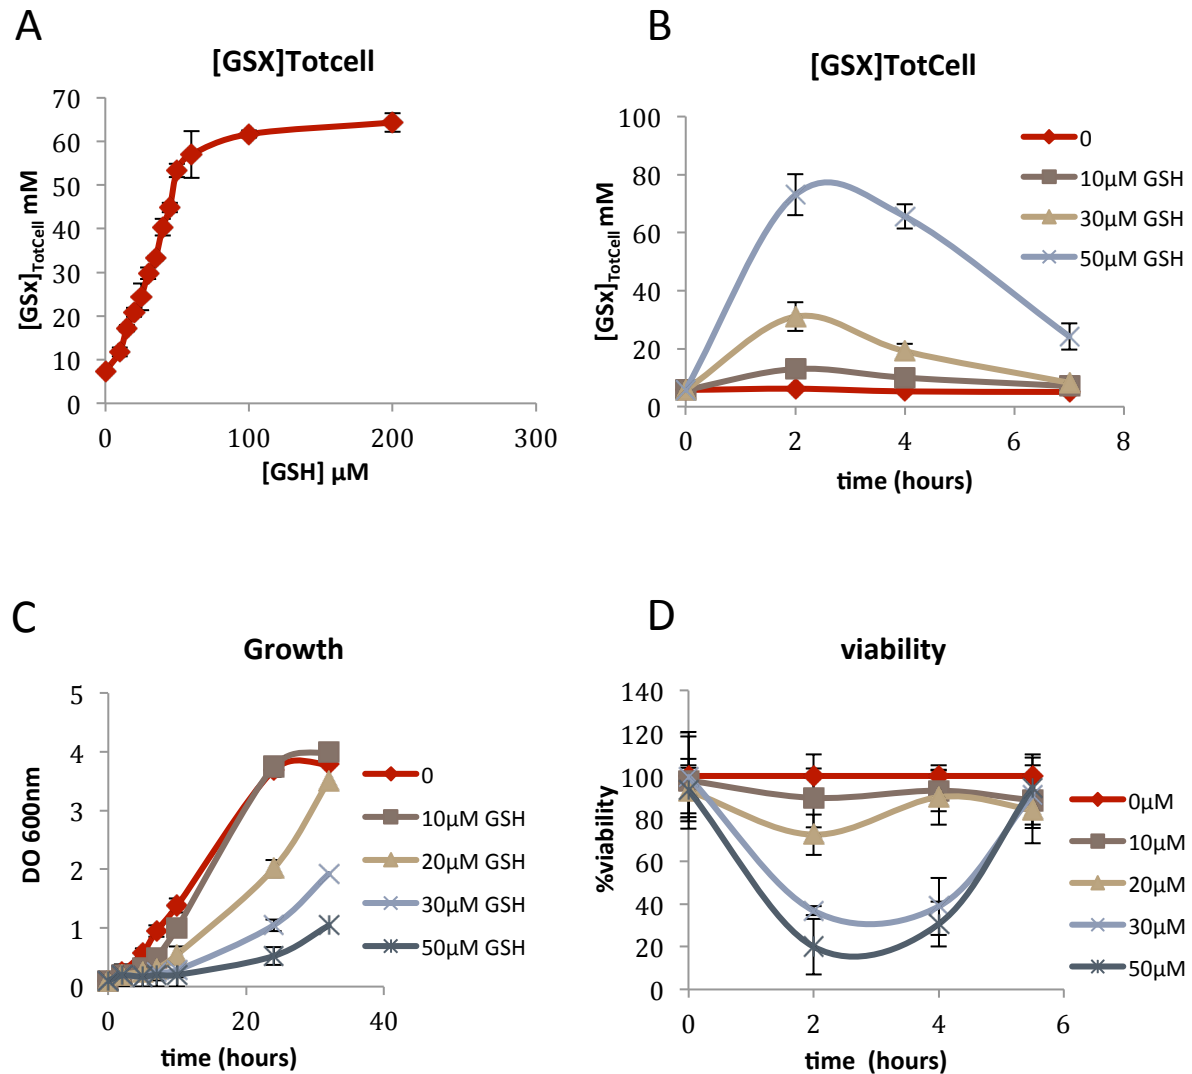 A
[GSX]Totcell
70
60
50
40
30
20
10
0
[GSx]TotCell mM
0 100 200 300
[GSH] μM
B
[GSX]TotCell
100
80
60
40
20
0
[GSx]TotCell mM
0 2 4 6 8
time (hours)
0
10μM GSH
30μM GSH
50μM GSH
C
Growth
5
4
3
2
1
0
DO 600nm
0 20 40
time (hours)
0
10μM GSH
20μM GSH
30μM GSH
50μM GSH
D
viability
140
120
100
80
60
40
20
0
%viability
0 2 4 6
time (hours)
0μM
10μM
20μM
30μM
50μM